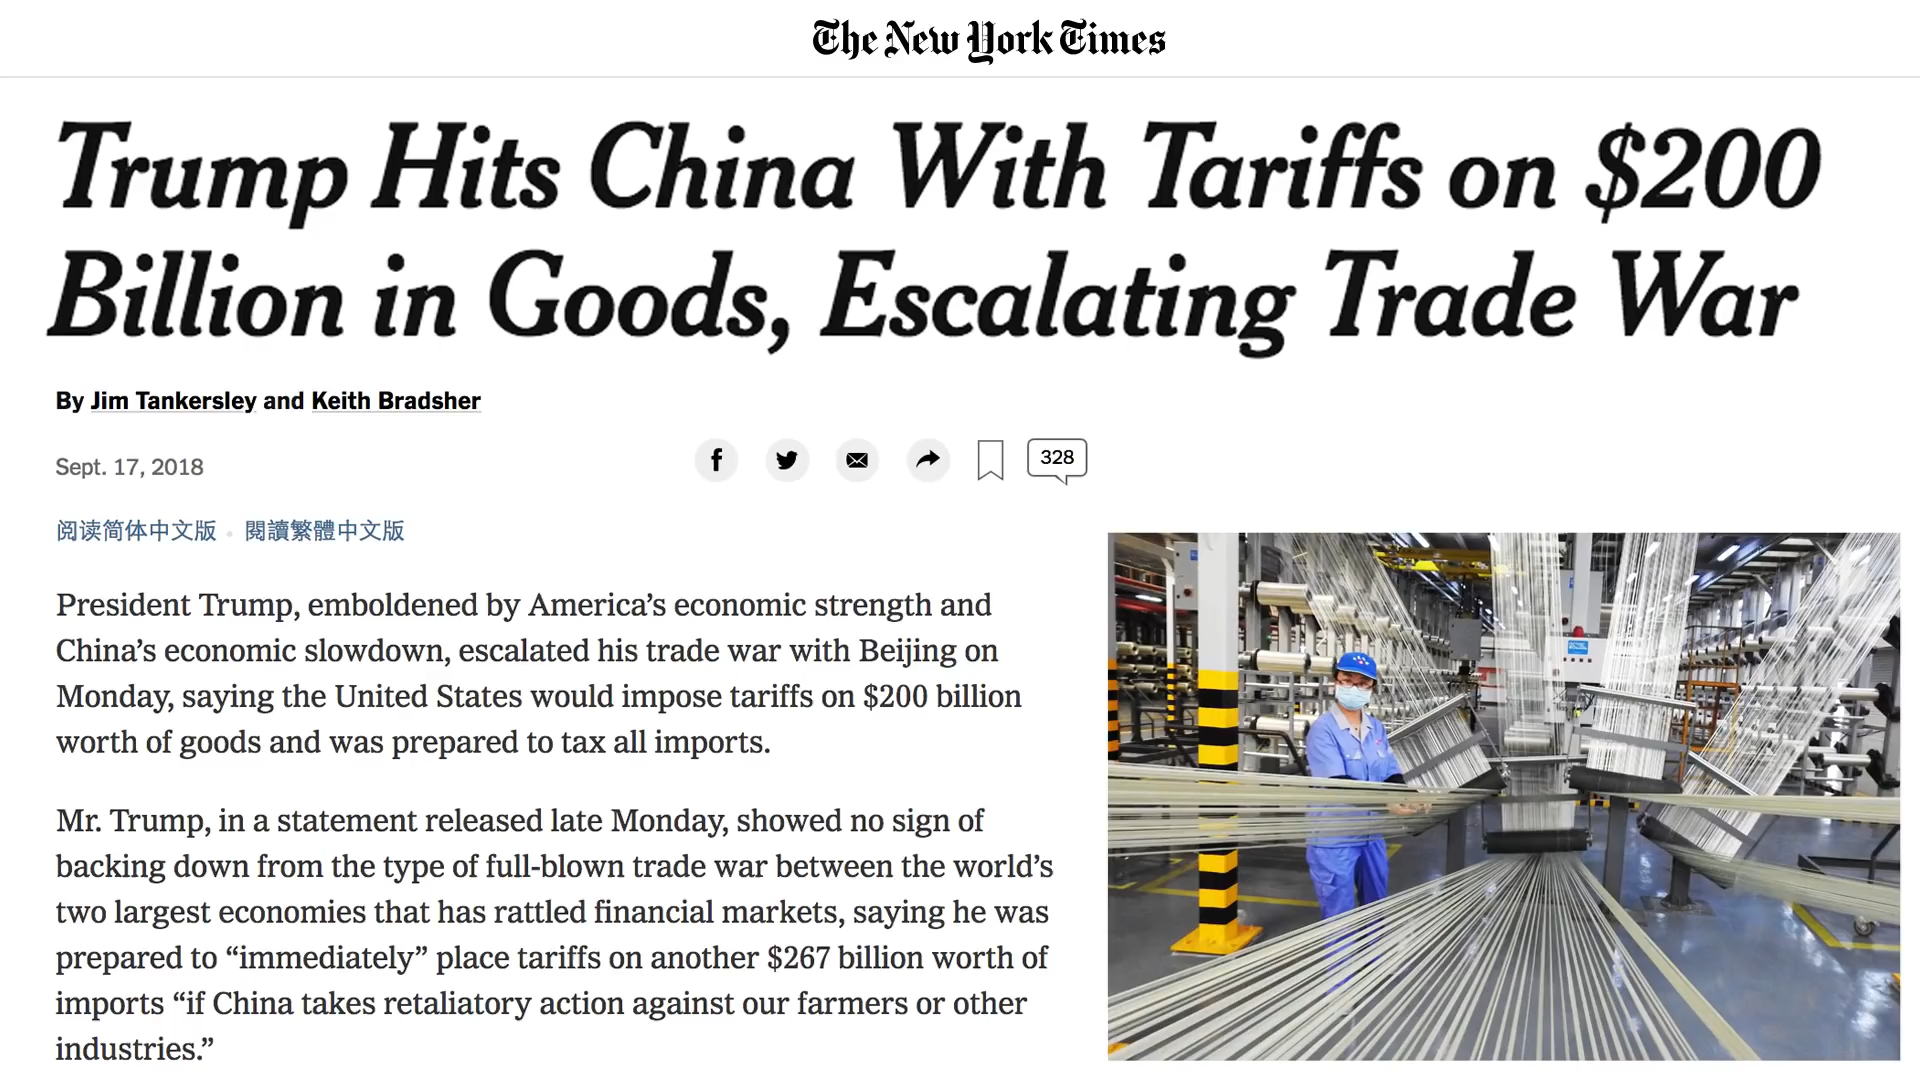 The New York Times
Trump Hits China With Tariffs on $200
Billion in Goods, Escalating Trade War
By Jim Tankersley and Keith Bradsher
Sept. 17, 2018
328
阅读简体中文版 • 閱讀繁體中文版
President Trump, emboldened by America’s economic strength and
China’s economic slowdown, escalated his trade war with Beijing on
Monday, saying the United States would impose tariffs on $200 billion
worth of goods and was prepared to tax all imports.
Mr. Trump, in a statement released late Monday, showed no sign of
backing down from the type of full-blown trade war between the world’s
two largest economies that has rattled financial markets, saying he was
prepared to “immediately” place tariffs on another $267 billion worth of
imports “if China takes retaliatory action against our farmers or other
industries.”